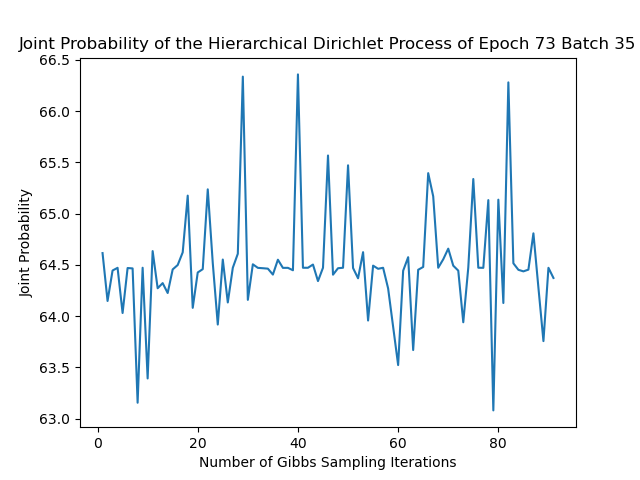 Joint Probability of the Hierarchical Dirichlet Process of Epoch 73 Batch 35
66.5
66.0
65.5
65.0
64.5
64.0
63.5
63.0
Joint Probability
0 20 40 60 80
Number of Gibbs Sampling Iterations